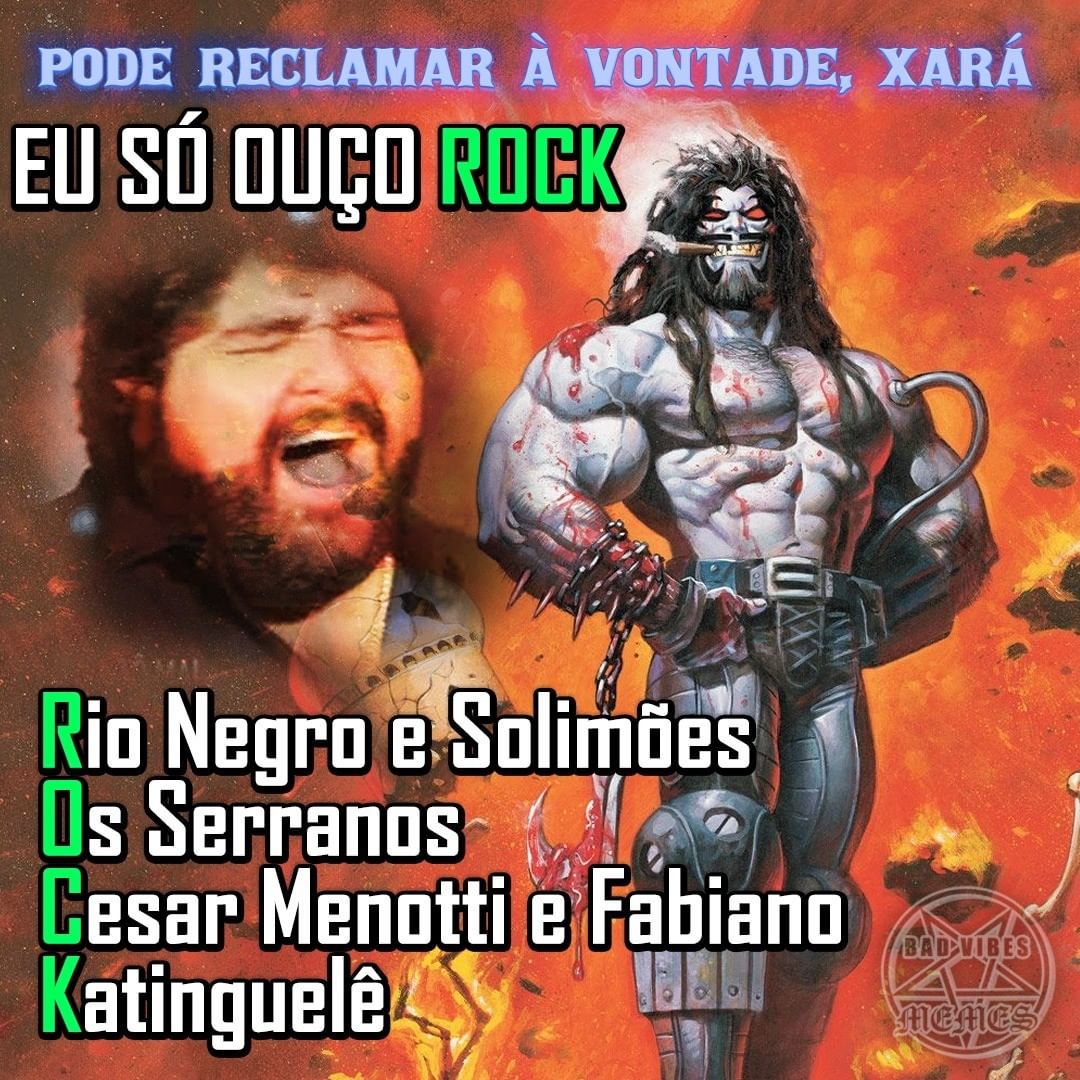 PODE RECLAMAR À VONTADE, XARÁ
EU SÓ OUÇO ROCK
Rio Negro e Solimões
Os Serranos
Cesar Menotti e Fabiano
Katinguelê
BAD VIBES
MEMES